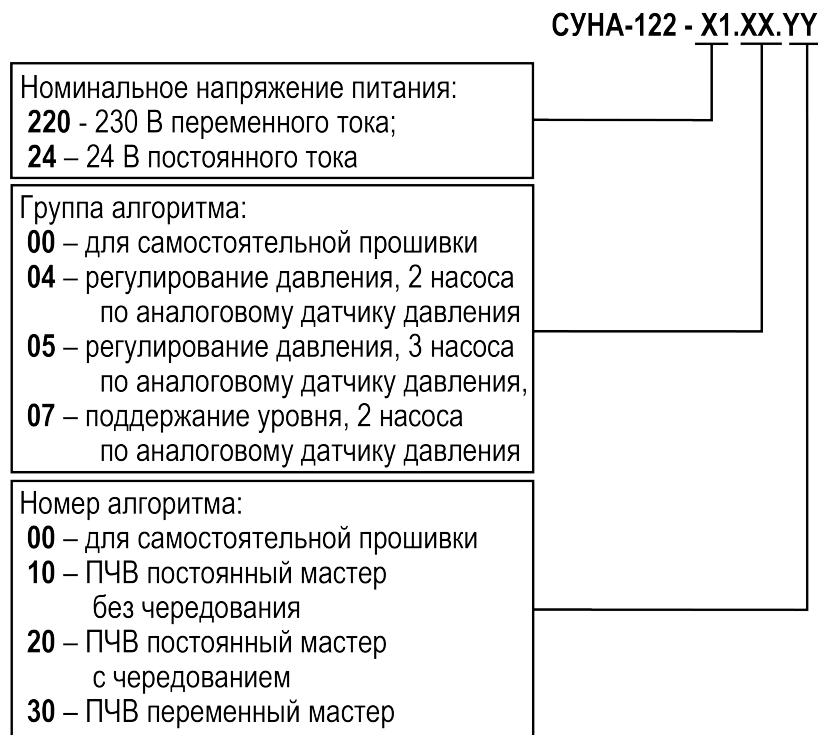 СУНА-122 - X1.XX.YY
Номинальное напряжение питания:
220 - 230 В переменного тока;
24 – 24 В постоянного тока
Группа алгоритма:
00 – для самостоятельной прошивки
04 – регулирование давления, 2 насоса
по аналоговому датчику давления
05 – регулирование давления, 3 насоса
по аналоговому датчику давления,
07 – поддержание уровня, 2 насоса
по аналоговому датчику давления
Номер алгоритма:
00 – для самостоятельной прошивки
10 – ПЧВ постоянный мастер
без чередования
20 – ПЧВ постоянный мастер
с чередованием
30 – ПЧВ переменный мастер